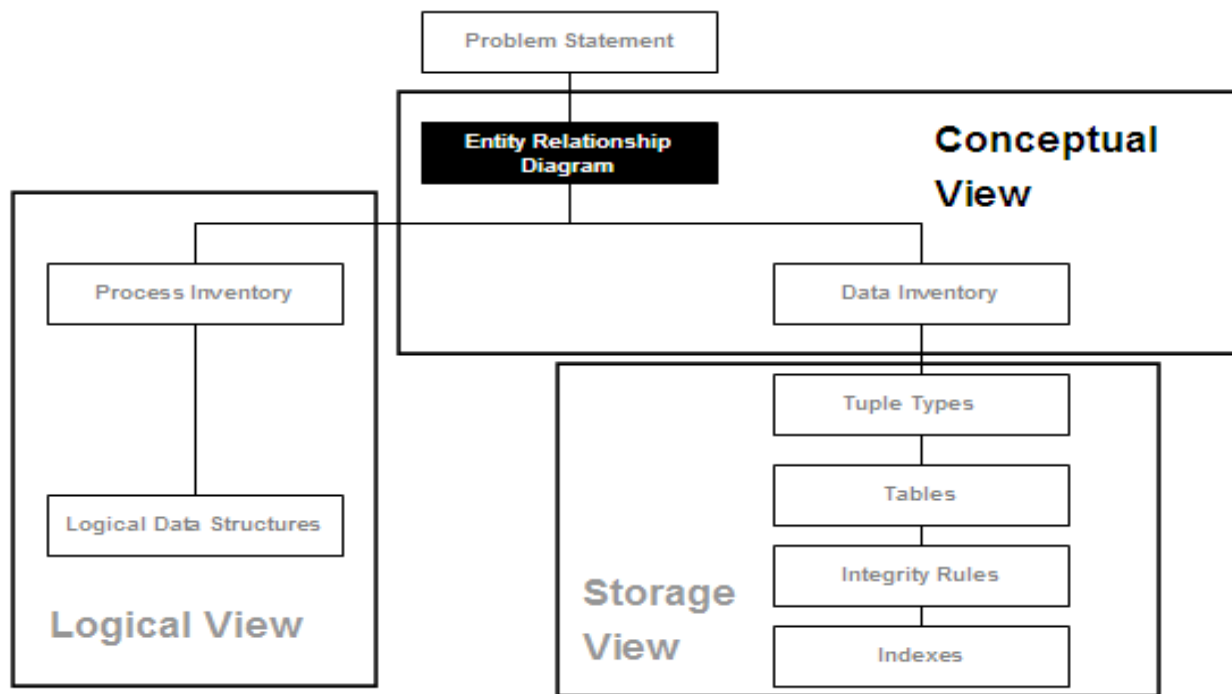 Problem Statement
Entity Relationship
Diagram
Conceptual
View
Process Inventory
Data Inventory
Tuple Types
Tables
Logical Data Structures
Integrity Rules
Storage
View
Logical View
Indexes